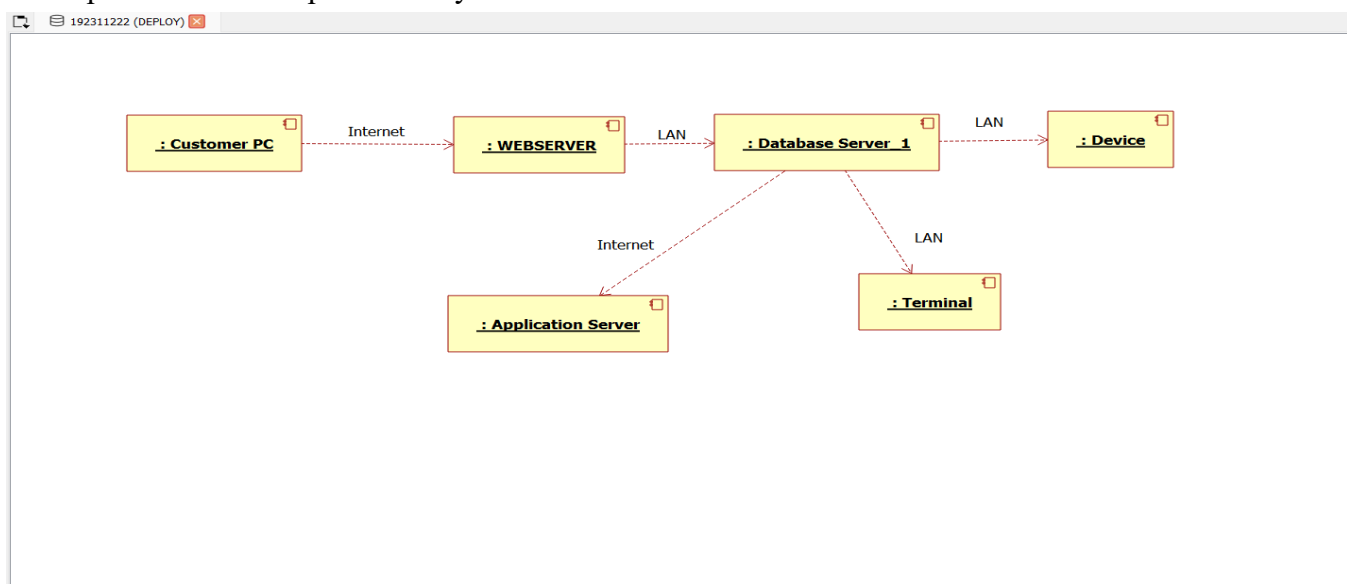 192311222 (DEPLOY)
: Customer PC
Internet
: WEBSERVER
LAN
: Database Server_1
LAN
: Device
Internet
LAN
: Application Server
: Terminal